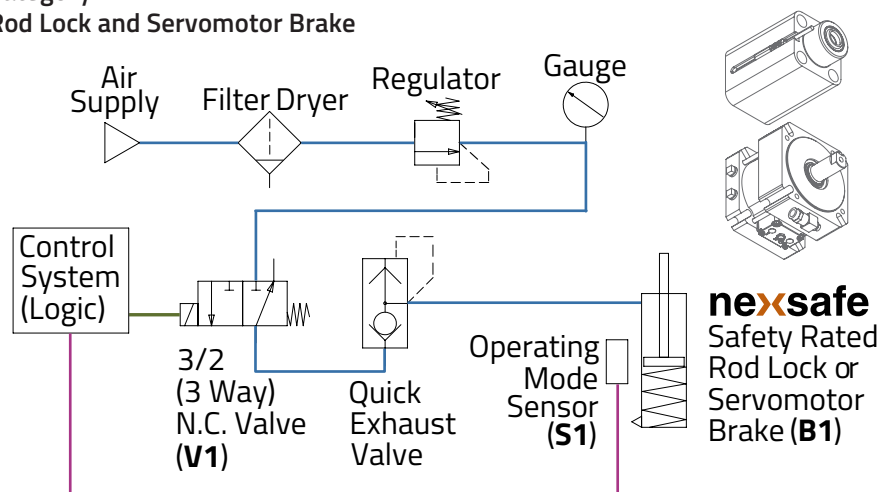 Rod Lock and Servomotor Brake
Air
Supply
Filter Dryer
Regulator
Gauge
Control
System
(Logic)
3/2
(3 Way)
N.C. Valve
(V1)
Quick
Exhaust
Valve
Operating
Mode
Sensor
(S1)
nexsafe
Safety Rated
Rod Lock or
Servomotor
Brake (B1)